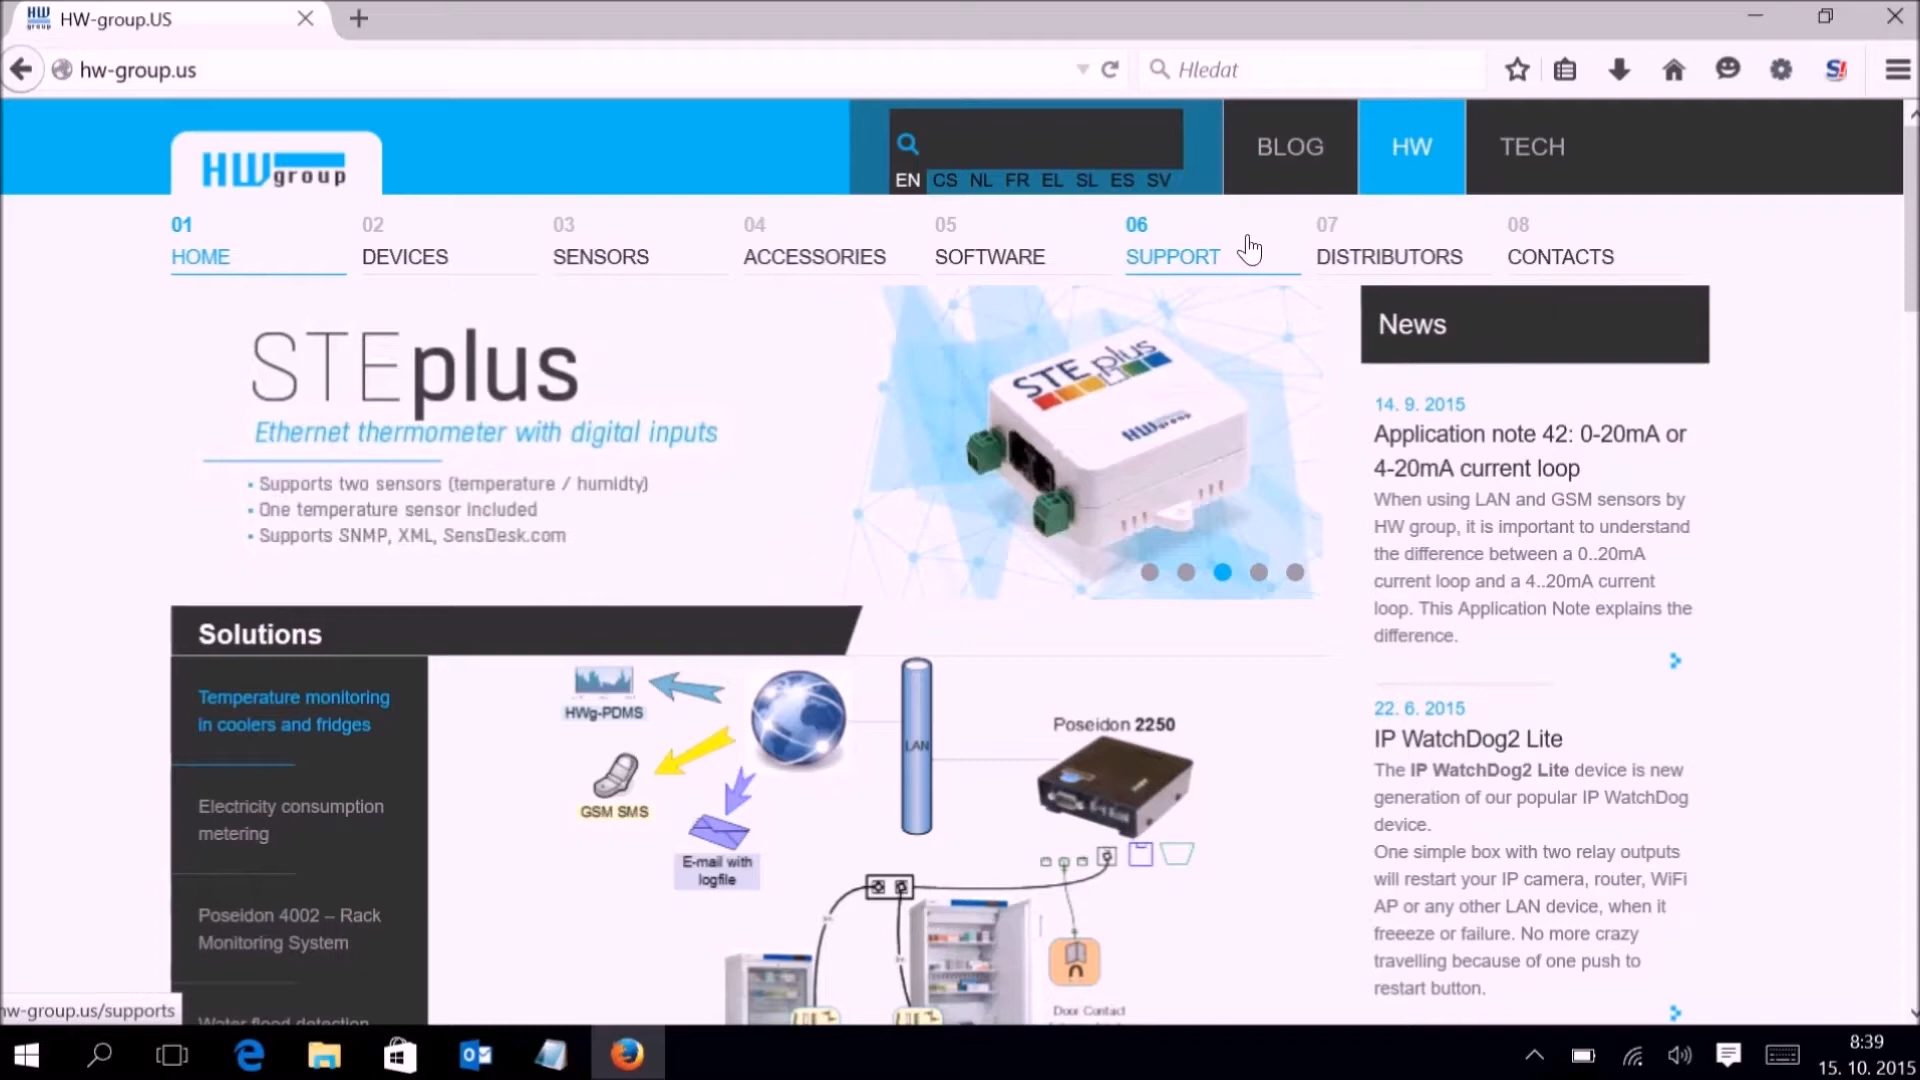 HW-group.US
hw-group.us
Hledat
HW group
EN CS NL FR EL SL ES SV
BLOG
HW
TECH
01
HOME
02
DEVICES
03
SENSORS
04
ACCESSORIES
05
SOFTWARE
06
SUPPORT
07
DISTRIBUTORS
08
CONTACTS
STEplus
Ethernet thermometer with digital inputs
Supports two sensors (temperature / humidty)
One temperature sensor included
Supports SNMP, XML, SensDesk.com
STE plus
HWgroup
News
14. 9. 2015
Application note 42: 0-20mA or
4-20mA current loop
When using LAN and GSM sensors by
HW group, it is important to understand
the difference between a 0..20mA
current loop and a 4..20mA current
loop. This Application Note explains the
difference.
22. 6. 2015
IP WatchDog2 Lite
The IP WatchDog2 Lite device is new
generation of our popular IP WatchDog
device.
One simple box with two relay outputs
will restart your IP camera, router, WiFi
AP or any other LAN device, when it
freeeze or failure. No more crazy
travelling because of one push to
restart button.
Solutions
Temperature monitoring
in coolers and fridges
Electricity consumption
metering
Poseidon 4002 – Rack
Monitoring System
Water flood detection
HWg-PDMS
GSM SMS
E-mail with
logfile
LAN
Poseidon 2250
Door Contact
hw-group.us/supports
8:39
15. 10. 2015